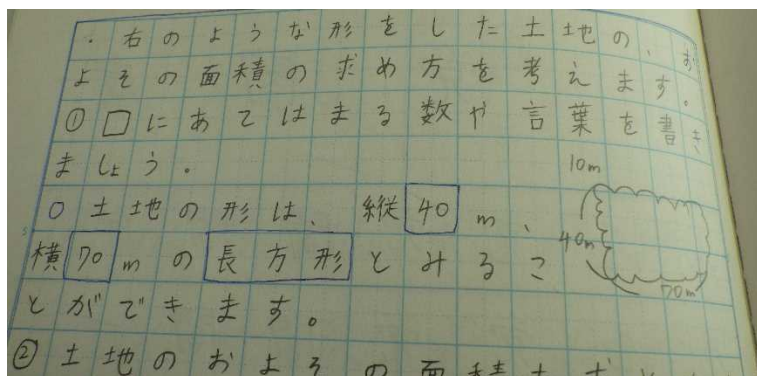 ・右のような形をした土地の、お
よその面積の求め方を考えます。
①□にあてはまる数や言葉を書き
ましょう。
10m
○土地の形は、縦40m、
40m
横70mの長方形とみるこ
70m
とができます。
②土地のおよその面積